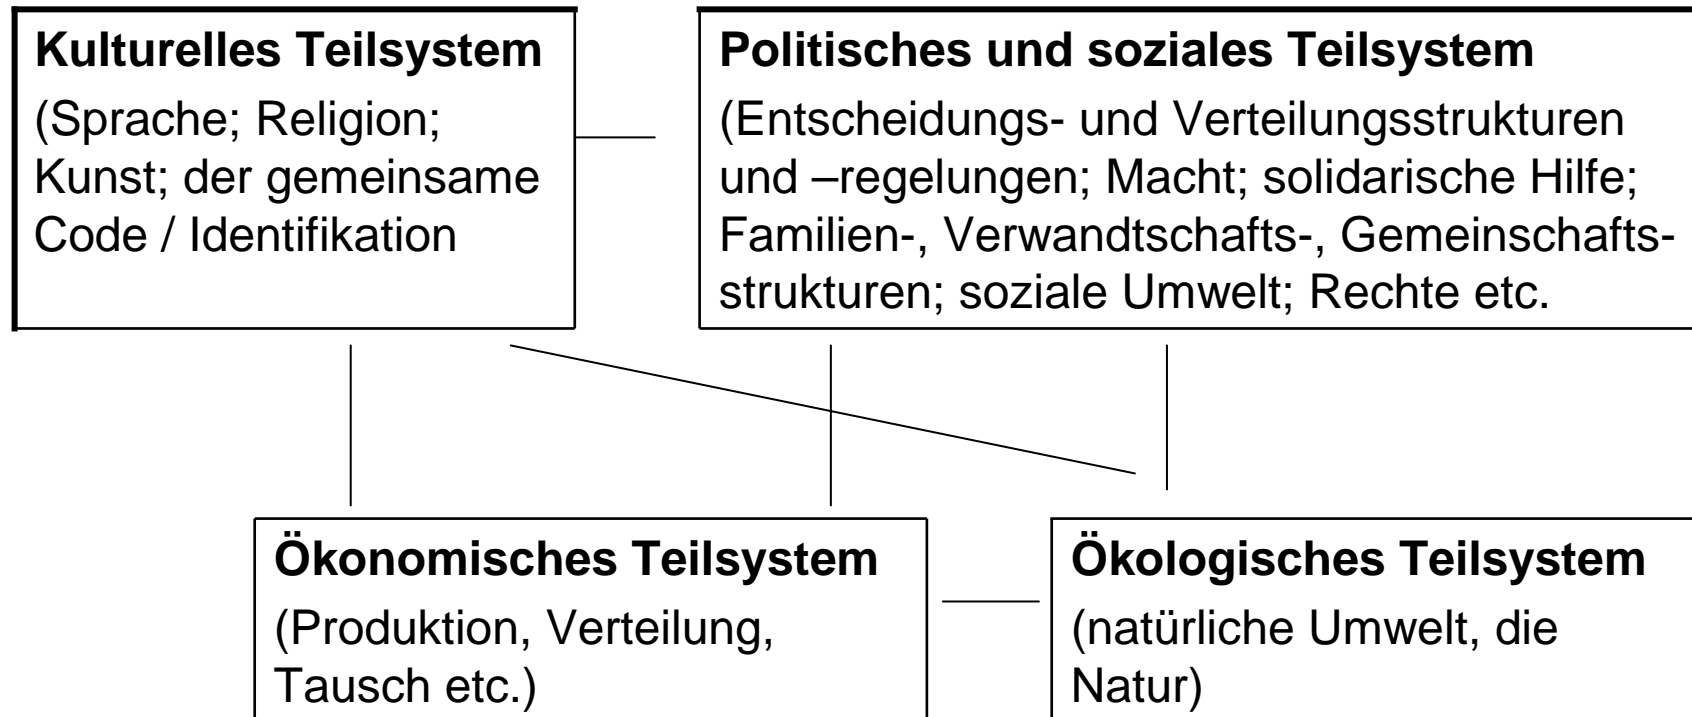 Kulturelles Teilsystem
(Sprache; Religion;
Kunst; der gemeinsame
Code / Identifikation
Politisches und soziales Teilsystem
(Entscheidungs- und Verteilungsstrukturen
und –regelungen; Macht; solidarische Hilfe;
Familien-, Verwandtschafts-, Gemeinschafts-
strukturen; soziale Umwelt; Rechte etc.
Ökonomisches Teilsystem
(Produktion, Verteilung,
Tausch etc.)
Ökologisches Teilsystem
(natürliche Umwelt, die
Natur)